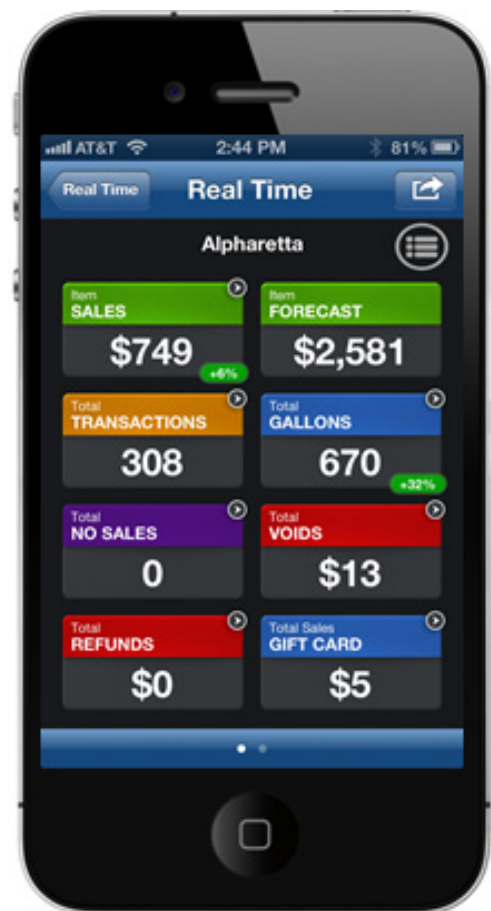 AT&T 2:44 PM 81%
Real Time Real Time
Alpharetta
Item
SALES
$749
+6%
Item
FORECAST
$2,581
Total
TRANSACTIONS
308
Total
GALLONS
670
+32%
Total
NO SALES
0
Total
VOIDS
$13
Total
REFUNDS
$0
Total Sales
GIFT CARD
$5